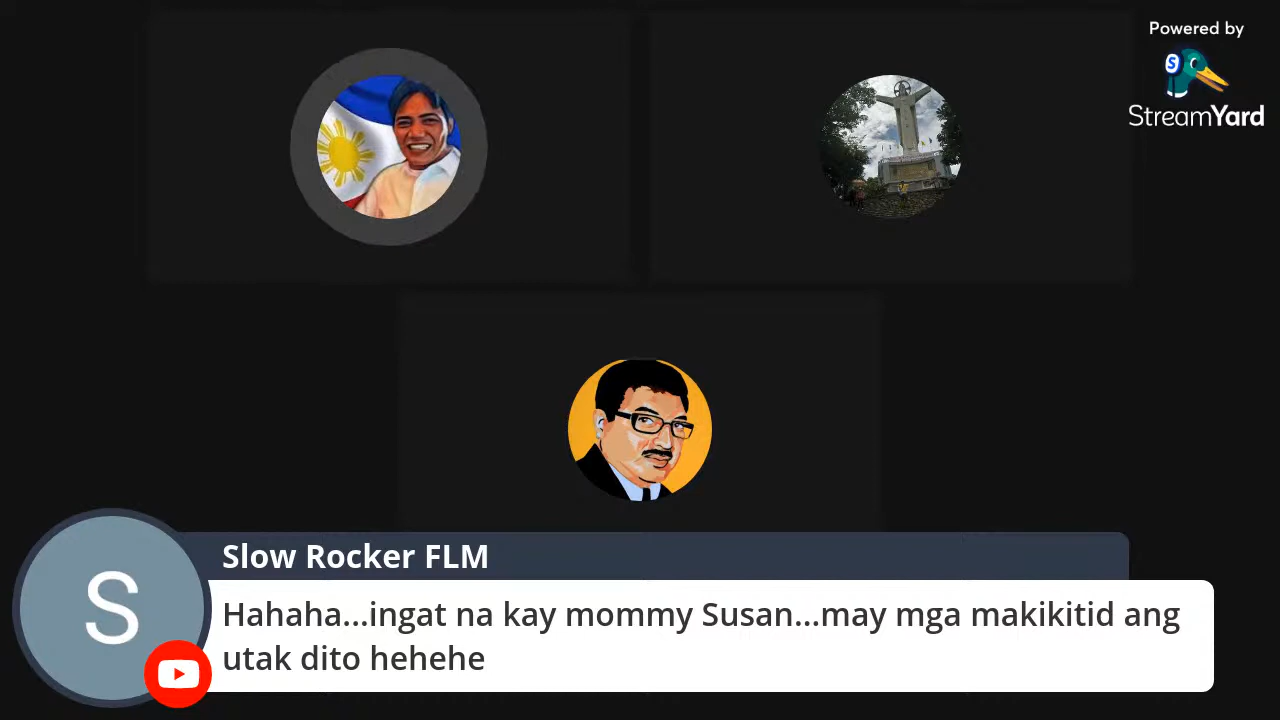 Powered by
StreamYard
S
Slow Rocker FLM
Hahaha...ingat na kay mommy Susan...may mga makikitid ang
utak dito hehehe
S